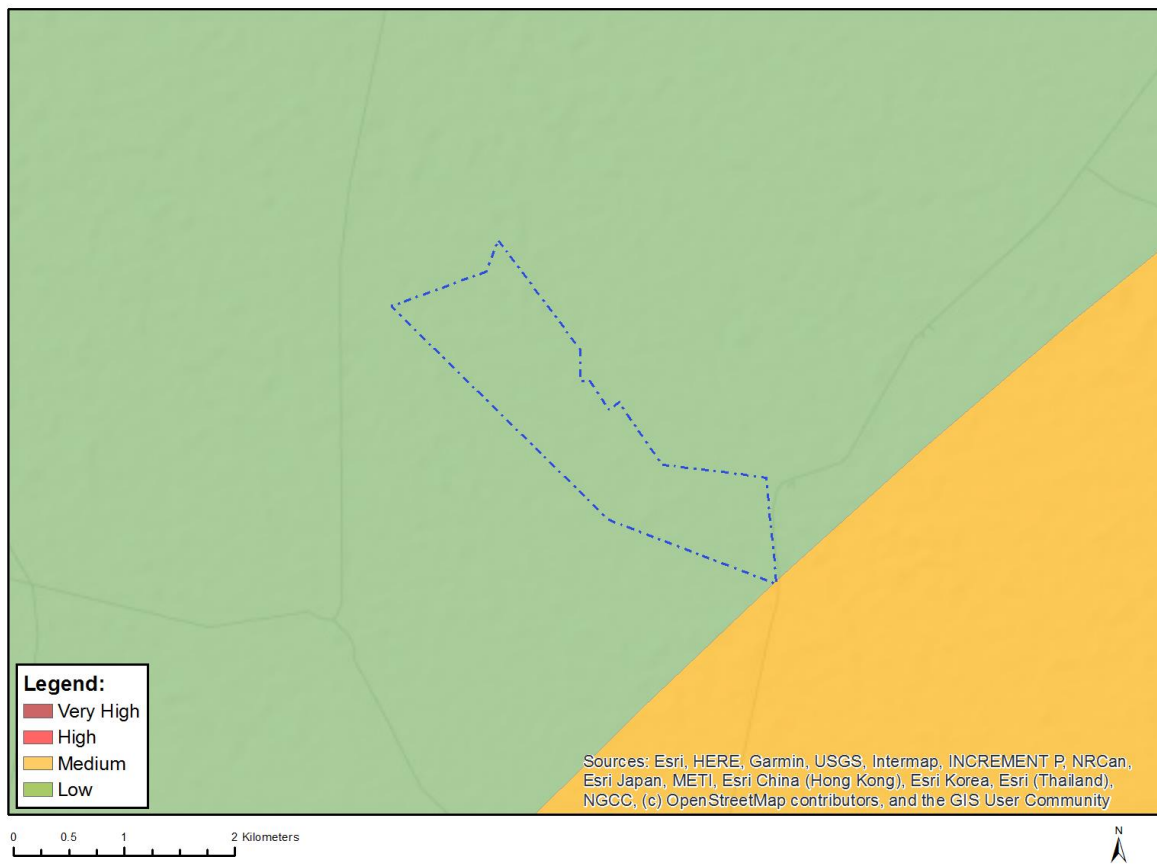 Legend:
Very High
High
Medium
Low
Sources: Esri, HERE, Garmin, USGS, Intermap, INCREMENT P, NRCan,
Esri Japan, METI, Esri China (Hong Kong), Esri Korea, Esri (Thailand),
NGCC, (c) OpenStreetMap contributors, and the GIS User Community
0 0.5 1 2 Kilometers
N